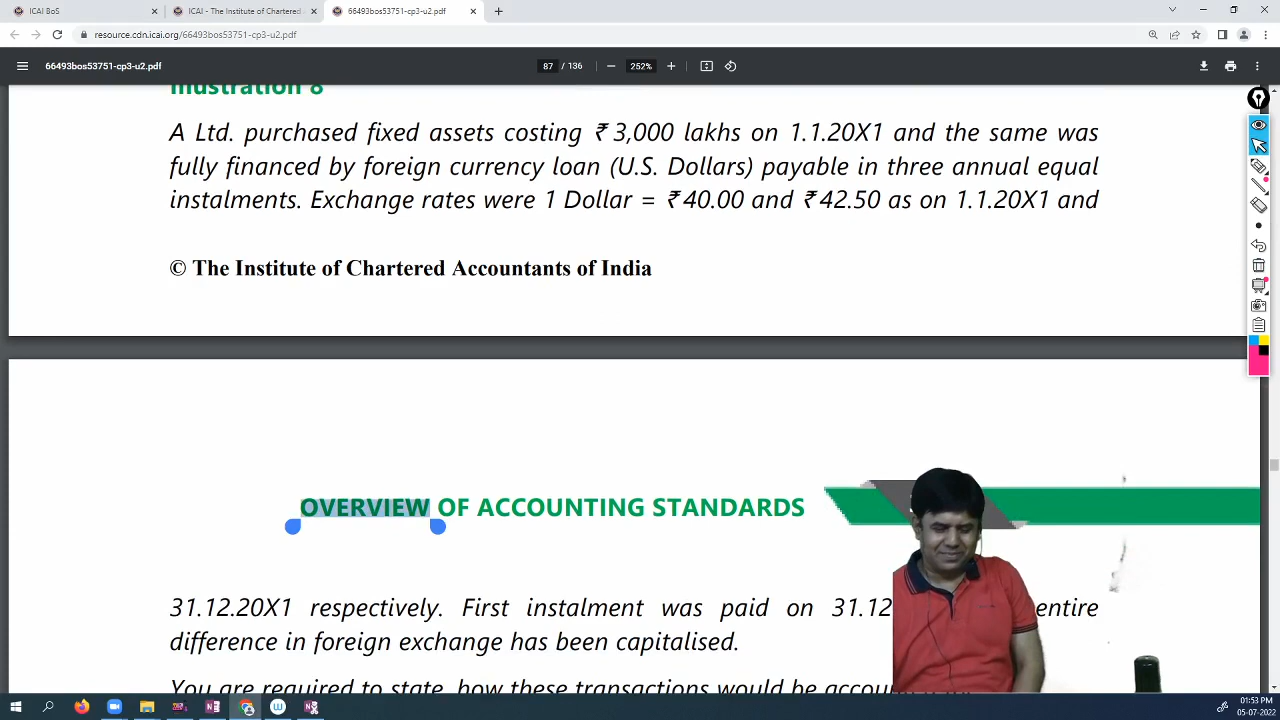 ICAI BoS
ICAI - The Institute of Chartered
66493bos53751-cp3-u2.pdf
resource.cdn.icai.org/66493bos53751-cp3-u2.pdf
66493bos53751-cp3-u2.pdf
87 / 136
252%
Illustration 8
A Ltd. purchased fixed assets costing ₹ 3,000 lakhs on 1.1.20X1 and the same was
fully financed by foreign currency loan (U.S. Dollars) payable in three annual equal
instalments. Exchange rates were 1 Dollar = ₹ 40.00 and ₹ 42.50 as on 1.1.20X1 and
© The Institute of Chartered Accountants of India
OVERVIEW OF ACCOUNTING STANDARDS
31.12.20X1 respectively. First instalment was paid on 31.12 entire
difference in foreign exchange has been capitalised.
You are required to state, how these transactions would be
01:53 PM
05-07-2022